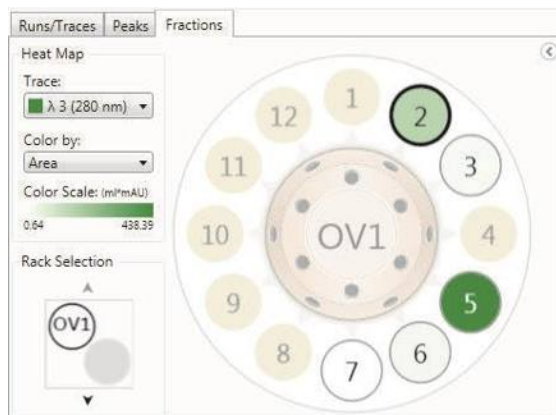 Runs/Traces Peaks Fractions
Heat Map
Trace:
λ 3 (280 nm)
Color by:
Area
Color Scale: (ml*mAU)
0.64 438.39
Rack Selection
OV1
1
2
3
4
5
6
7
8
9
10
11
12
OV1